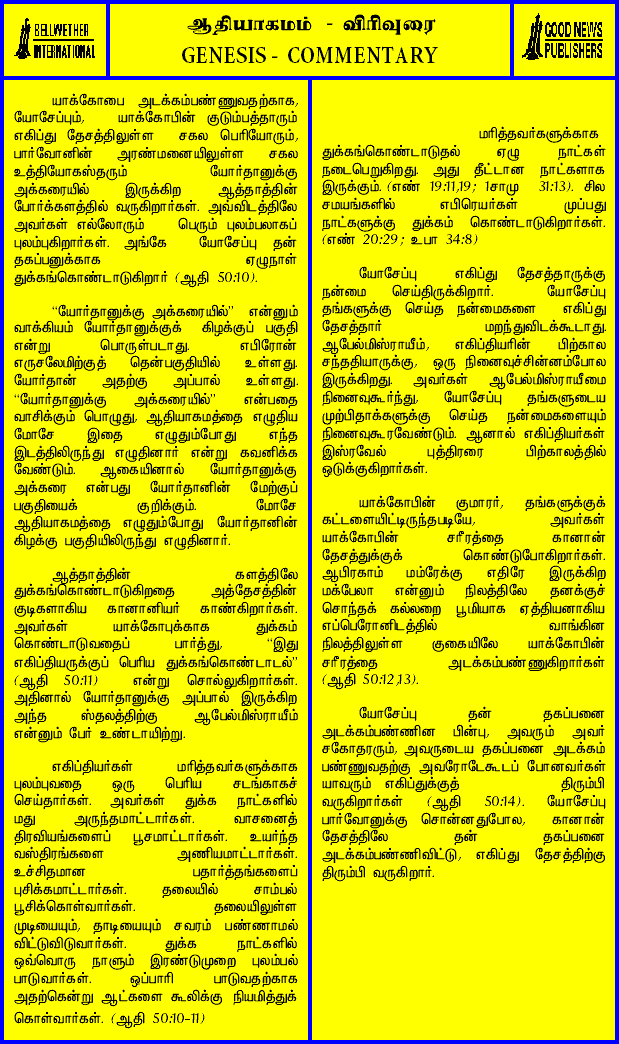 BELLWETHER
INTERNATIONAL
ஆதியாகமம் - விரிவுரை
GENESIS - COMMENTARY
GOOD NEWS
PUBLISHERS
யாக்கோபை அடக்கம்பண்ணுவதற்காக,
யோசேப்பும், யாக்கோபின் குடும்பத்தாரும்
எகிப்து தேசத்திலுள்ள சகல பெரியோரும்,
பார்வோனின் அரண்மனையிலுள்ள சகல
உத்தியோகஸ்தரும் யோர்தானுக்கு
அக்கரையில் இருக்கிற ஆத்தாத்தின்
போர்க்களத்தில் வருகிறார்கள். அவ்விடத்திலே
அவர்கள் எல்லோரும் பெரும் புலம்பலாகப்
புலம்புகிறார்கள். அங்கே யோசேப்பு தன்
தகப்பனுக்காக ஏழுநாள்
துக்கங்கொண்டாடுகிறார் (ஆதி 50:10).
“யோர்தானுக்கு அக்கரையில்” என்னும்
வாக்கியம் யோர்தானுக்குக் கிழக்குப் பகுதி
என்று பொருள்படாது. எபிரோன்
எருசலேமிற்குத் தென்பகுதியில் உள்ளது.
யோர்தான் அதற்கு அப்பால் உள்ளது.
“யோர்தானுக்கு அக்கரையில்” என்பதை
வாசிக்கும் பொழுது, ஆதியாகமத்தை எழுதிய
மோசே இதை எழுதும்போது எந்த
இடத்திலிருந்து எழுதினார் என்று கவனிக்க
வேண்டும். ஆகையினால் யோர்தானுக்கு
அக்கரை என்பது யோர்தானின் மேற்குப்
பகுதியைக் குறிக்கும். மோசே
ஆதியாகமத்தை எழுதும்போது யோர்தானின்
கிழக்கு பகுதியிலிருந்து எழுதினார்.
ஆத்தாத்தின் களத்திலே
துக்கங்கொண்டாடுகிறதை அத்தேசத்தின்
குடிகளாகிய கானானியர் காண்கிறார்கள்.
அவர்கள் யாக்கோபுக்காக துக்கம்
கொண்டாடுவதைப் பார்த்து, “இது
எகிப்தியருக்குப் பெரிய துக்கங்கொண்டாடல்”
(ஆதி 50:11) என்று சொல்லுகிறார்கள்.
அதினால் யோர்தானுக்கு அப்பால் இருக்கிற
அந்த ஸ்தலத்திற்கு ஆபேல்மிஸ்ராயீம்
என்னும் பேர் உண்டாயிற்று.
எகிப்தியர்கள் மரித்தவர்களுக்காக
புலம்புவதை ஒரு பெரிய சடங்காகச்
செய்தார்கள். அவர்கள் துக்க நாட்களில்
மது அருந்தமாட்டார்கள். வாசனைத்
திரவியங்களைப் பூசமாட்டார்கள். உயர்ந்த
வஸ்திரங்களை அணியமாட்டார்கள்.
உச்சிதமான பதார்த்தங்களைப்
புசிக்கமாட்டார்கள். தலையில் சாம்பல்
பூசிக்கொள்வார்கள். தலையிலுள்ள
முடியையும், தாடியையும் சவரம் பண்ணாமல்
விட்டுவிடுவார்கள். துக்க நாட்களில்
ஒவ்வொரு நாளும் இரண்டுமுறை புலம்பல்
பாடுவார்கள். ஒப்பாரி பாடுவதற்காக
அதற்கென்று ஆட்களை கூலிக்கு நியமித்துக்
கொள்வார்கள். (ஆதி 50:10-11)
மரித்தவர்களுக்காக
துக்கங்கொண்டாடுதல் ஏழு நாட்கள்
நடைபெறுகிறது. அது தீட்டான நாட்களாக
இருக்கும். (எண் 19:11,19; 1சாமு 31:13). சில
சமயங்களில் எபிரெயர்கள் முப்பது
நாட்களுக்கு துக்கம் கொண்டாடுகிறார்கள்.
(எண் 20:29; உபா 34:8)
யோசேப்பு எகிப்து தேசத்தாருக்கு
நன்மை செய்திருக்கிறார். யோசேப்பு
தங்களுக்கு செய்த நன்மைகளை எகிப்து
தேசத்தார் மறந்துவிடக்கூடாது.
ஆபேல்மிஸ்ராயீம், எகிப்தியரின் பிற்கால
சந்ததியாருக்கு, ஒரு நினைவுச்சின்னம்போல
இருக்கிறது. அவர்கள் ஆபேல்மிஸ்ராயீமை
நினைவுகூர்ந்து, யோசேப்பு தங்களுடைய
முற்பிதாக்களுக்கு செய்த நன்மைகளையும்
நினைவுகூரவேண்டும். ஆனால் எகிப்தியர்கள்
இஸ்ரவேல் புத்திரரை பிற்காலத்தில்
ஒடுக்குகிறார்கள்.
யாக்கோபின் குமாரர், தங்களுக்குக்
கட்டளையிட்டிருந்தபடியே, அவர்கள்
யாக்கோபின் சரீரத்தை கானான்
தேசத்துக்குக் கொண்டுபோகிறார்கள்.
ஆபிரகாம் மம்ரேக்கு எதிரே இருக்கிற
மக்பேலா என்னும் நிலத்திலே தனக்குச்
சொந்தக் கல்லறை பூமியாக ஏத்தியனாகிய
எப்பெரோனிடத்தில் வாங்கின
நிலத்திலுள்ள குகையிலே யாக்கோபின்
சரீரத்தை அடக்கம்பண்ணுகிறார்கள்
(ஆதி 50:12,13).
யோசேப்பு தன் தகப்பனை
அடக்கம்பண்ணின பின்பு, அவரும் அவர்
சகோதரரும், அவருடைய தகப்பனை அடக்கம்
பண்ணுவதற்கு அவரோடேகூடப் போனவர்கள்
யாவரும் எகிப்துக்குத் திரும்பி
வருகிறார்கள் (ஆதி 50:14). யோசேப்பு
பார்வோனுக்கு சொன்னதுபோல, கானான்
தேசத்திலே தன் தகப்பனை
அடக்கம்பண்ணிவிட்டு, எகிப்து தேசத்திற்கு
திரும்பி வருகிறார்.